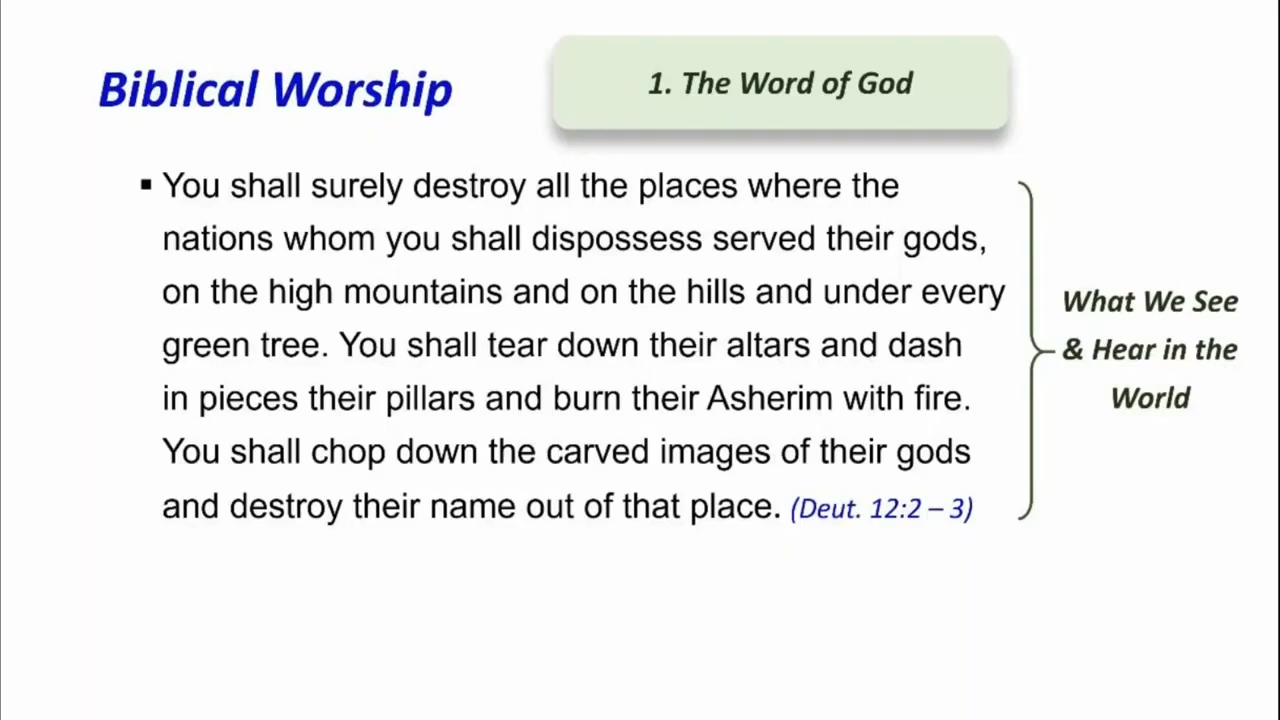 Biblical Worship
1. The Word of God
▪ You shall surely destroy all the places where the
nations whom you shall dispossess served their gods,
on the high mountains and on the hills and under every
green tree. You shall tear down their altars and dash
in pieces their pillars and burn their Asherim with fire.
You shall chop down the carved images of their gods
and destroy their name out of that place. (Deut. 12:2 – 3)
What We See
& Hear in the
World